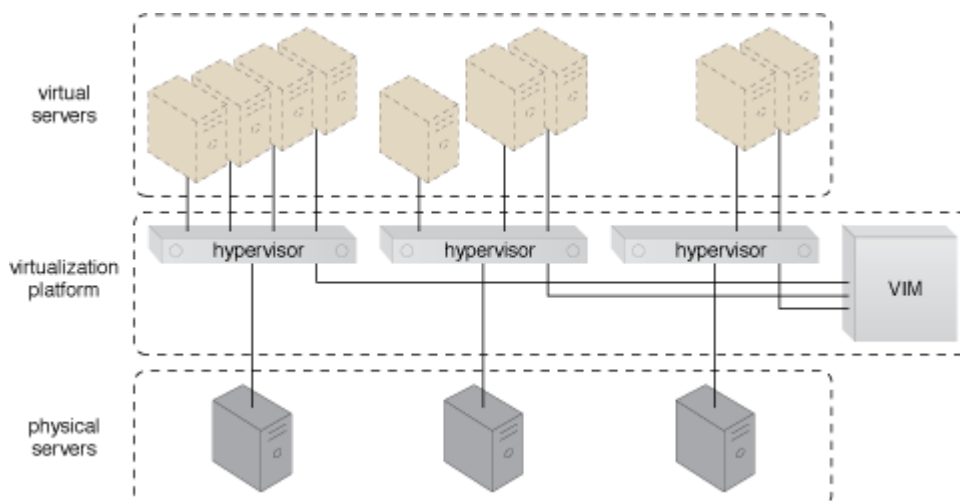 virtual
servers
hypervisor
hypervisor
hypervisor
virtualization
platform
VIM
physical
servers